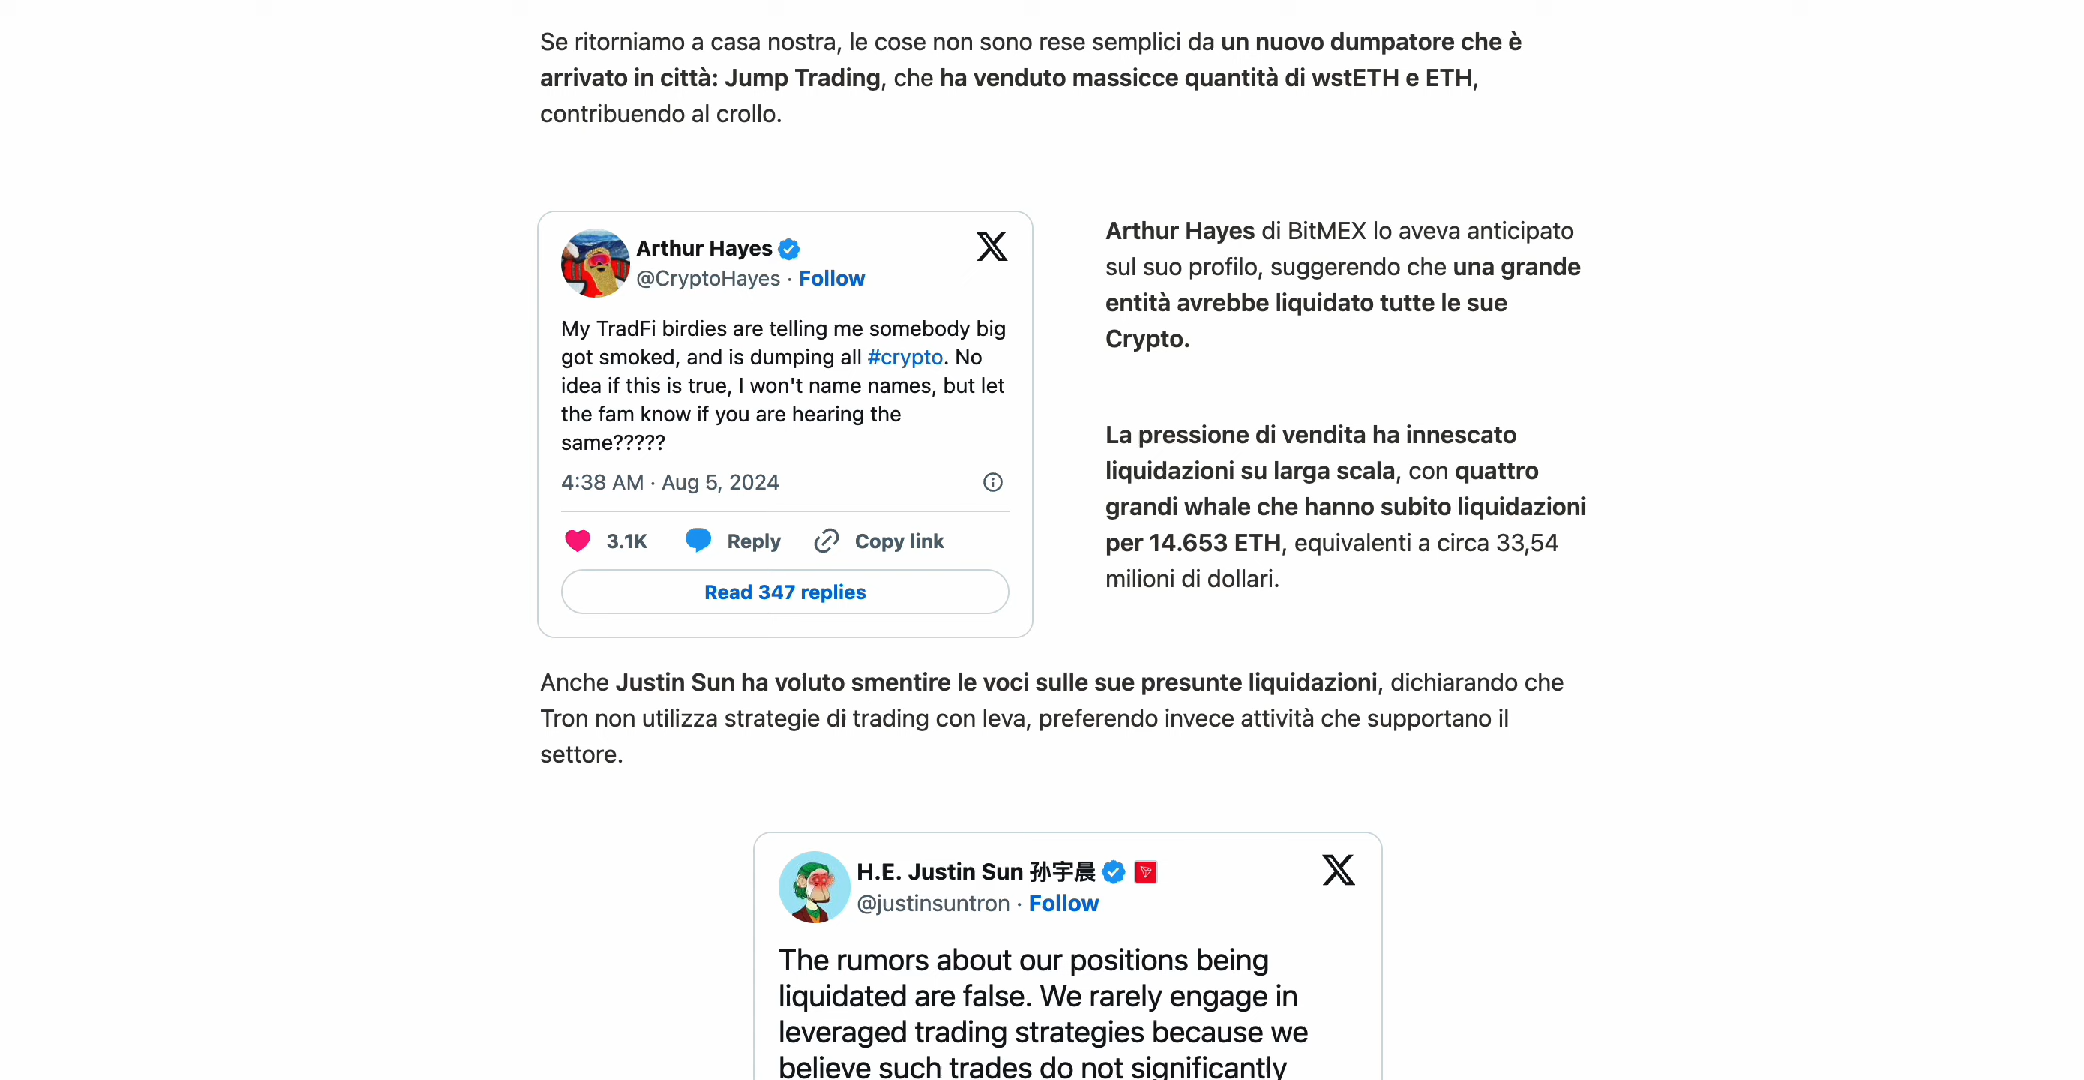 Se ritorniamo a casa nostra, le cose non sono rese semplici da un nuovo dumpatore che è
arrivato in città: Jump Trading, che ha venduto massicce quantità di wstETH e ETH,
contribuendo al crollo.
Arthur Hayes
@CryptoHayes · Follow
My TradFi birdies are telling me somebody big
got smoked, and is dumping all #crypto. No
idea if this is true, I won't name names, but let
the fam know if you are hearing the
same?????
4:38 AM · Aug 5, 2024
3.1K Reply Copy link
Read 347 replies
Arthur Hayes di BitMEX lo aveva anticipato
sul suo profilo, suggerendo che una grande
entità avrebbe liquidato tutte le sue
Crypto.
La pressione di vendita ha innescato
liquidazioni su larga scala, con quattro
grandi whale che hanno subito liquidazioni
per 14.653 ETH, equivalenti a circa 33,54
milioni di dollari.
Anche Justin Sun ha voluto smentire le voci sulle sue presunte liquidazioni, dichiarando che
Tron non utilizza strategie di trading con leva, preferendo invece attività che supportano il
settore.
H.E. Justin Sun 孙宇晨
@justinsuntron · Follow
The rumors about our positions being
liquidated are false. We rarely engage in
leveraged trading strategies because we
believe such trades do not significantly